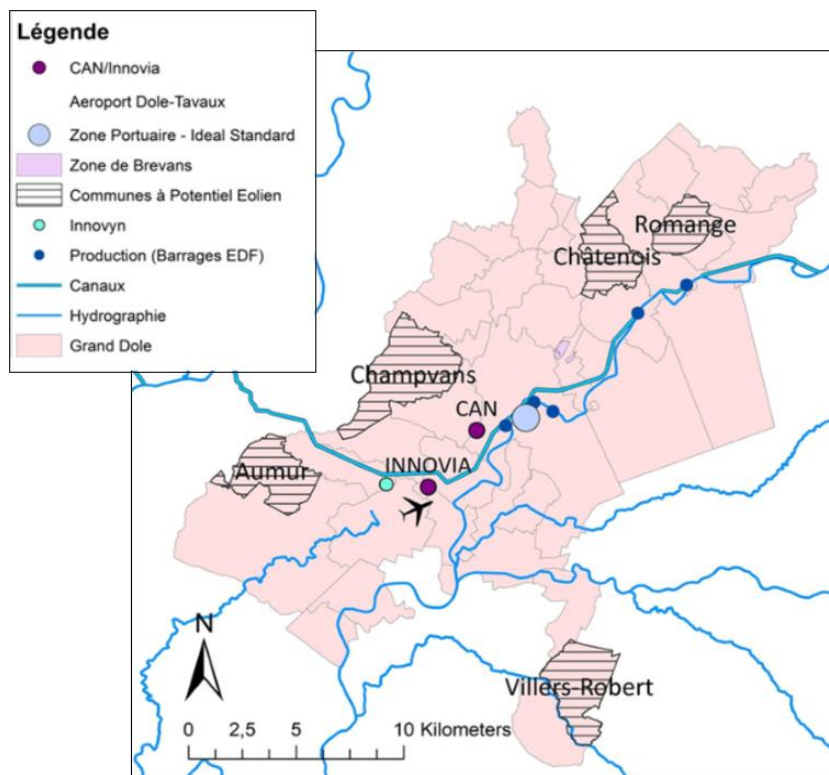 Légende
CAN/Innovia
Aeroport Dole-Tavaux
Zone Portuaire - Ideal Standard
Zone de Brevans
Communes à Potentiel Eolien
Innovyn
Production (Barrages EDF)
Canaux
Hydrographie
Grand Dole
Romange
Châtenois
Champvans
CAN
INNOVIA
Aumur
Villers-Robert
N
0 2,5 5 10 Kilometers